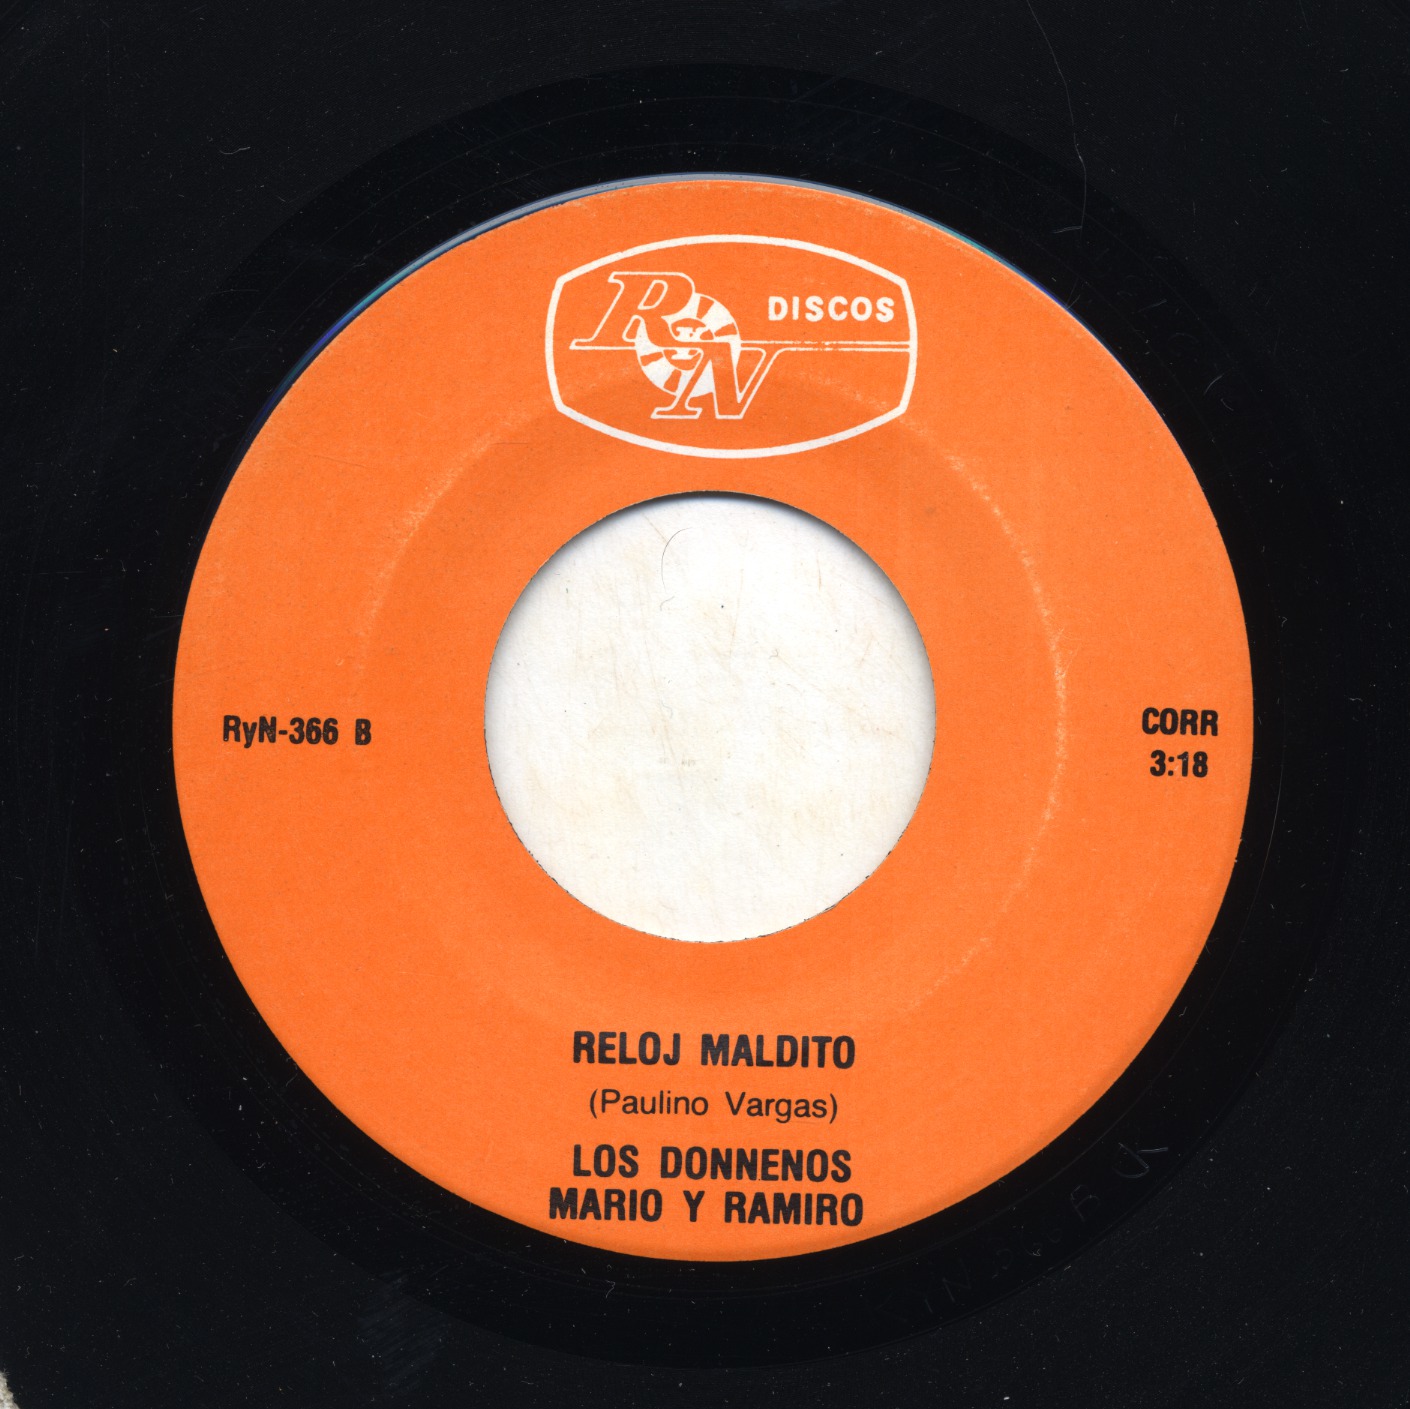 RyN DISCOS
RyN-366 B
CORR
3:18
RELOJ MALDITO
(Paulino Vargas)
LOS DONNENOS
MARIO Y RAMIRO